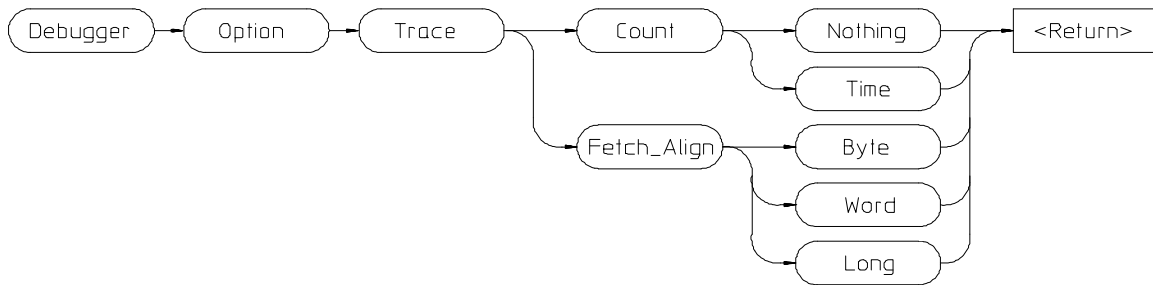 Debugger
Option
Trace
Count
Nothing
<Return>
Time
Fetch_Align
Byte
Word
Long